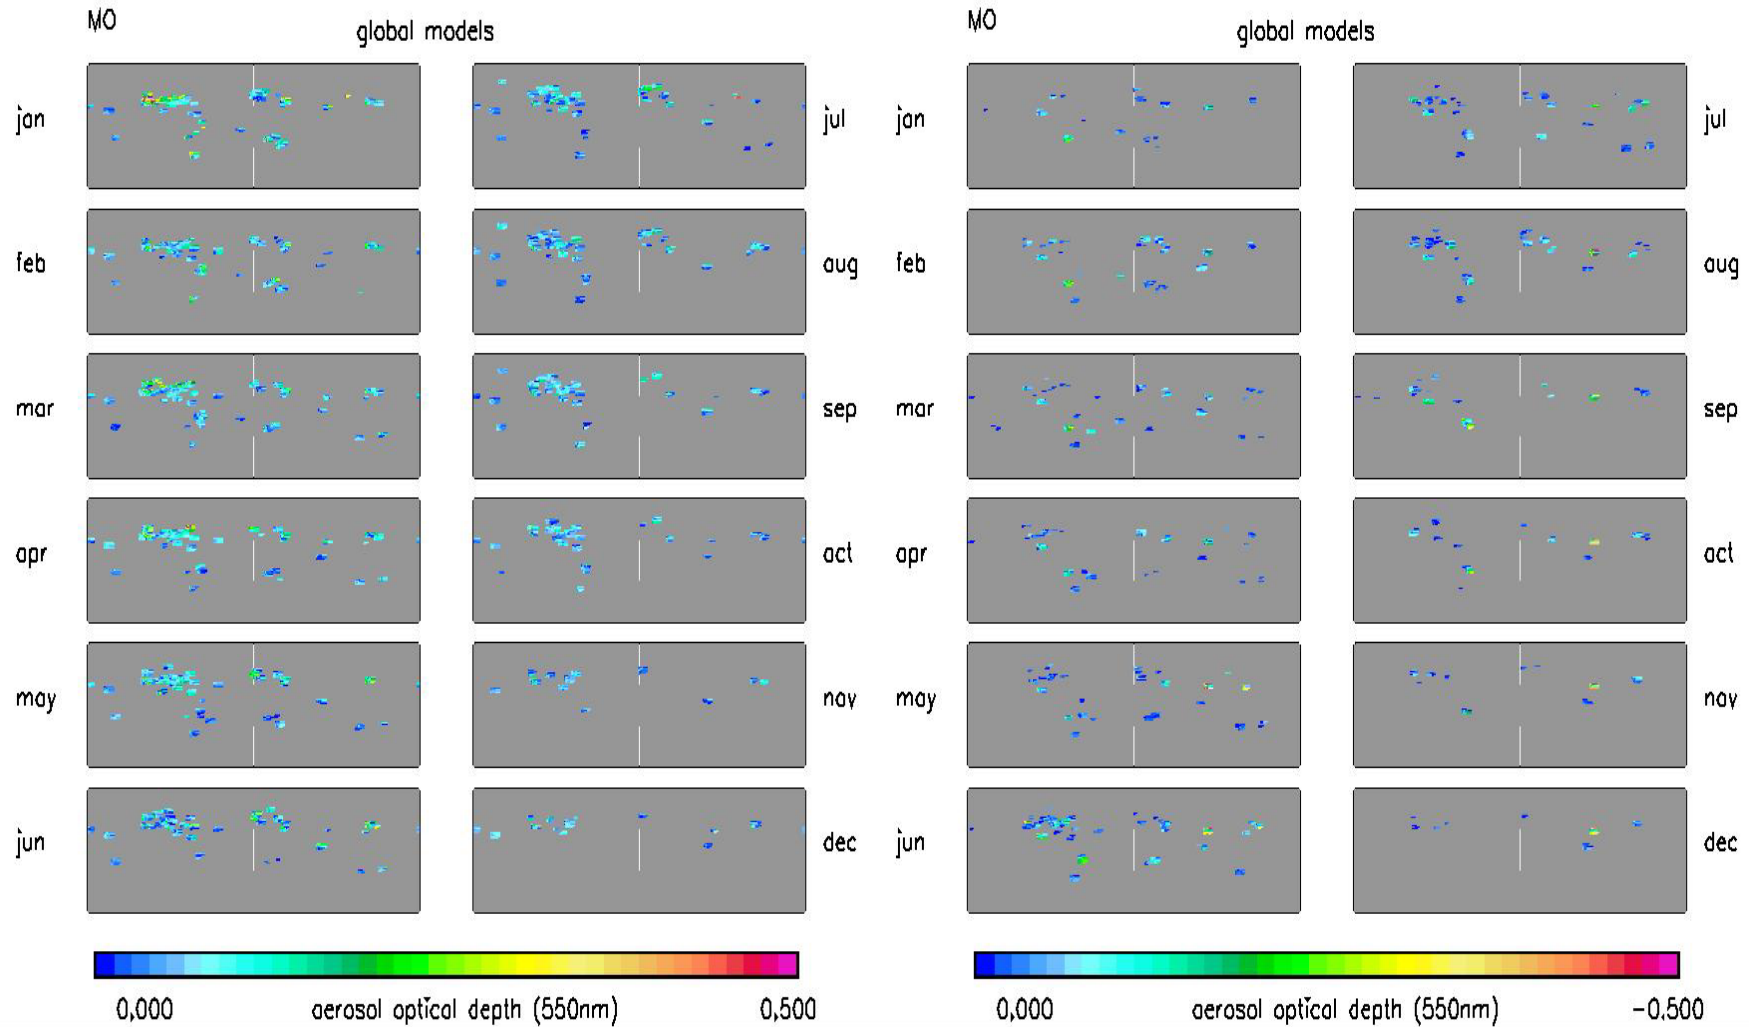 MO
global models
jan
jul
feb
aug
mar
sep
apr
oct
may
nov
jun
dec
0,000
aerosol optical depth (550nm)
0,500
MO
global models
jan
jul
feb
aug
mar
sep
apr
oct
may
nov
jun
dec
0,000
aerosol optical depth (550nm)
-0,500